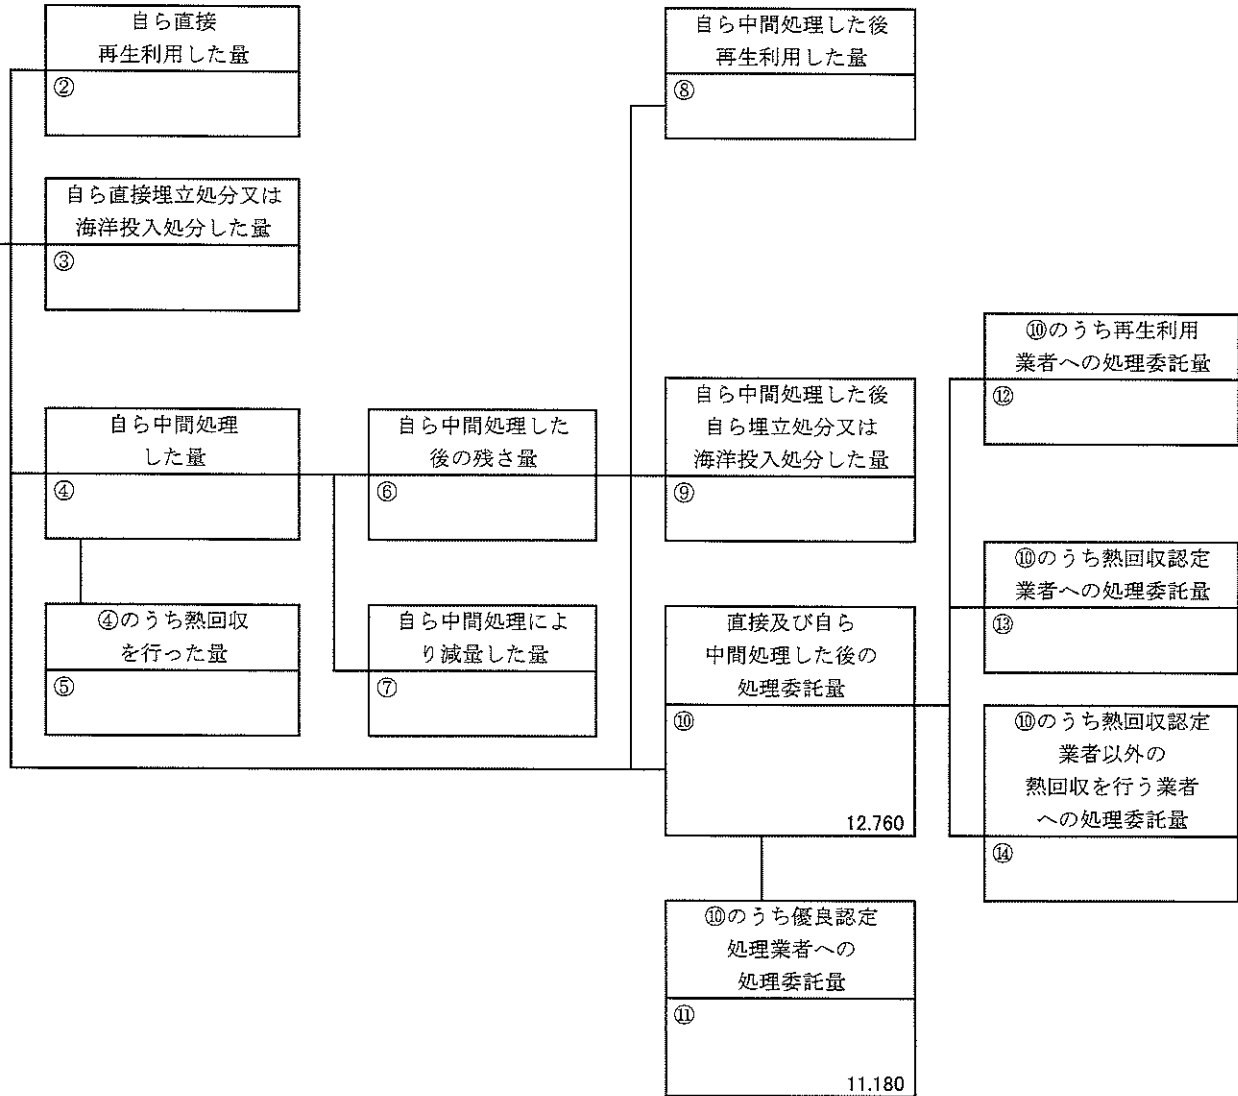 自ら直接
再生利用した量
②
自ら中間処理した後
再生利用した量
⑧
自ら直接埋立処分又は
海洋投入処分した量
③
⑩のうち再生利用
業者への処理委託量
⑫
自ら中間処理
した量
④
自ら中間処理した
後の残さ量
⑥
自ら中間処理した後
自ら埋立処分又は
海洋投入処分した量
⑨
⑩のうち熱回収認定
業者への処理委託量
⑬
④のうち熱回収
を行った量
⑤
自ら中間処理によ
り減量した量
⑦
直接及び自ら
中間処理した後の
処理委託量
⑩
12.760
⑩のうち熱回収認定
業者以外の
熱回収を行う業者
への処理委託量
⑭
⑩のうち優良認定
処理業者への
処理委託量
⑪
11.180